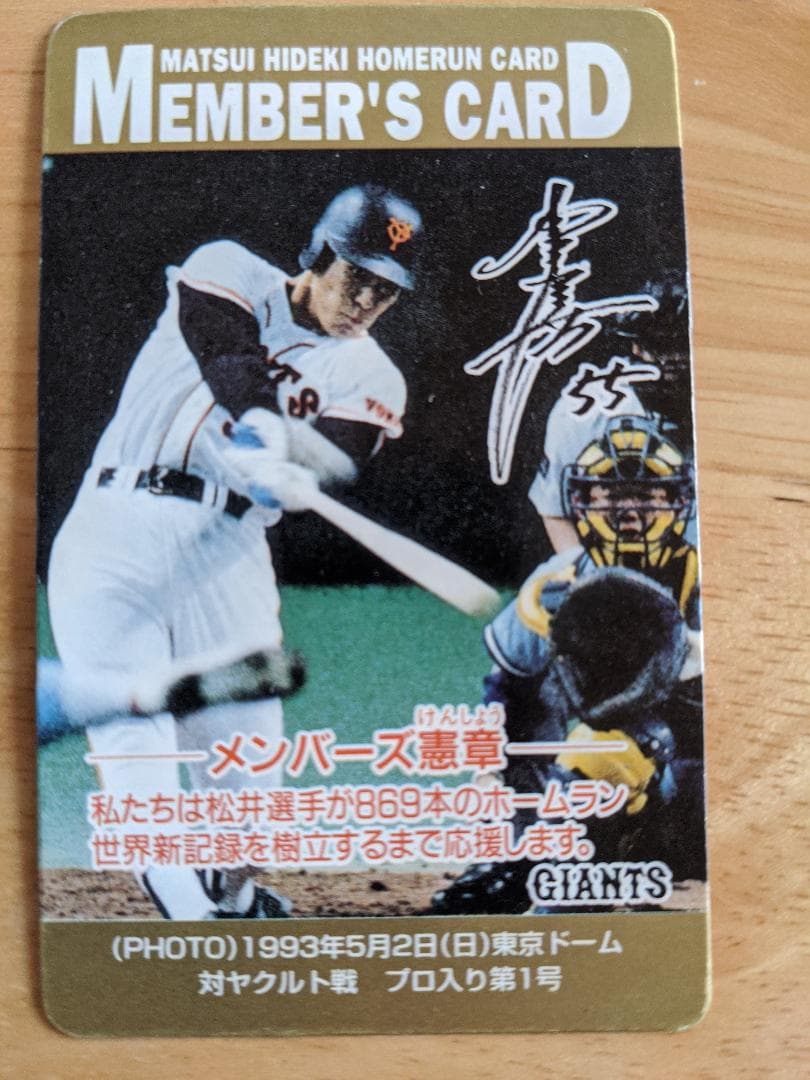 MATSUI HIDEKI HOMERUN CARD
MEMBER'S CARD
55
けんしょう
メンバーズ憲章
私たちは松井選手が869本のホームラン
世界新記録を樹立するまで応援します。
GIANTS
(PHOTO)1993年5月2日(日)東京ドーム
対ヤクルト戦 プロ入り第1号